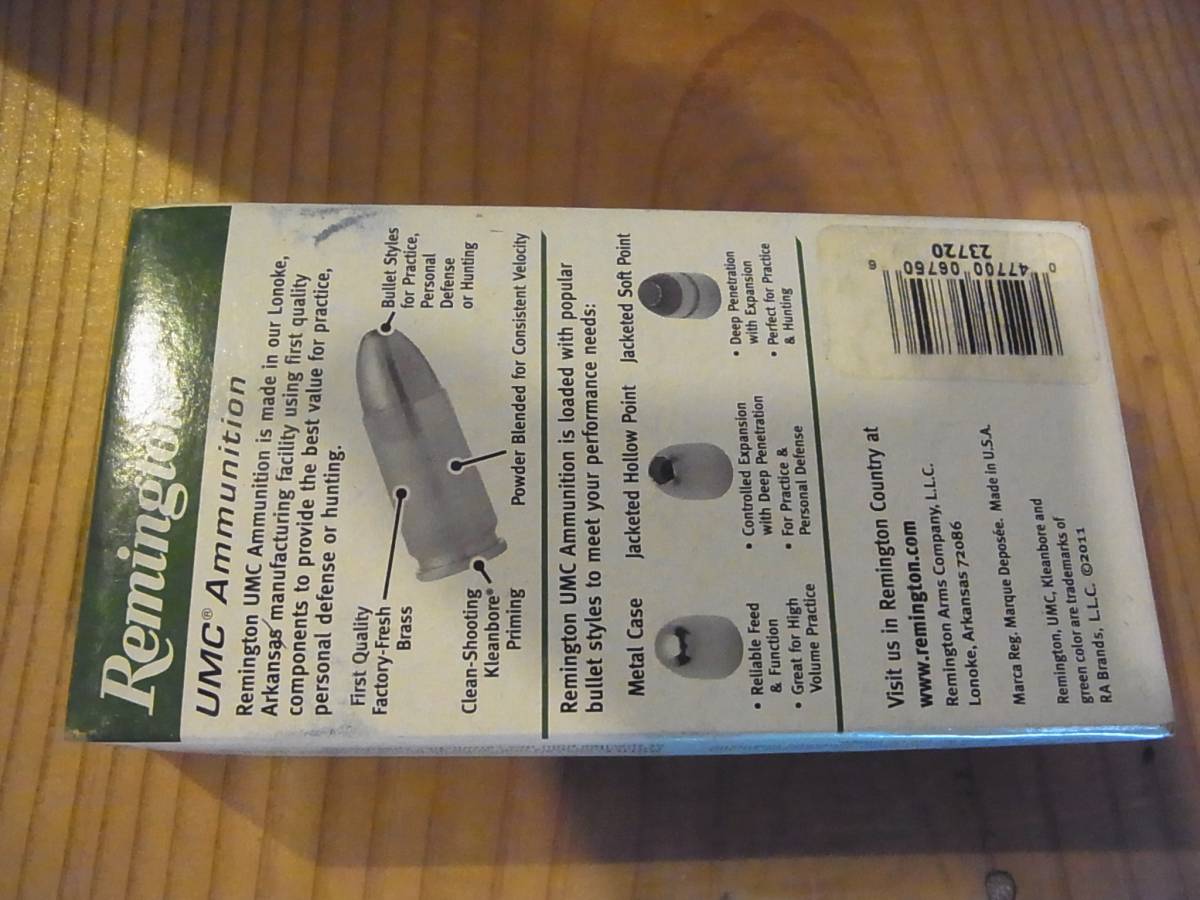 Remington
UMC® Ammunition
Remington UMC Ammunition is made in our Lonoke,
Arkansas manufacturing facility using first quality
components to provide the best value for practice,
personal defense or hunting.
First Quality
Factory-Fresh
Brass
Bullet Styles
for Practice,
Personal
Defense
or Hunting
Clean-Shooting
Kleanbore®
Priming
Powder Blended for Consistent Velocity
Remington UMC Ammunition is loaded with popular
bullet styles to meet your performance needs:
Metal Case
• Reliable Feed
& Function
• Great for High
Volume Practice
Jacketed Hollow Point
• Controlled Expansion
with Deep Penetration
• For Practice &
Personal Defense
Jacketed Soft Point
• Deep Penetration
with Expansion
• Perfect for Practice
& Hunting
Visit us in Remington Country at
www.remington.com
Remington Arms Company, L.L.C.
Lonoke, Arkansas 72086
Marca Reg. Marque Deposée. Made in U.S.A.
Remington, UMC, Kleanbore and
green color are trademarks of
RA Brands, L.L.C. ©2011
0 47700 06760
23720